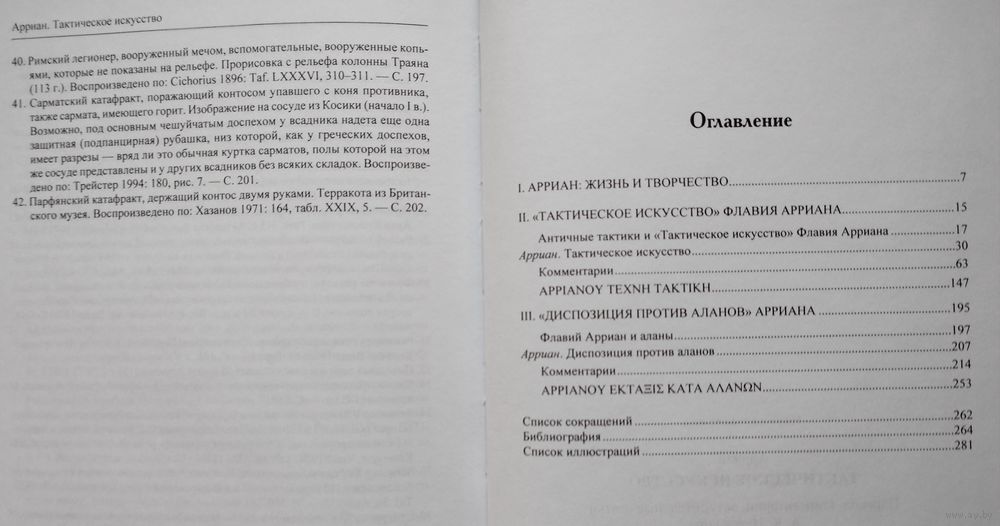 Арриан. Тактическое искусство
40. Римский легионер, вооруженный мечом, вспомогательные, вооруженные копь-
ями, которые не показаны на рельефе. Прорисовка с рельефа колонны Траяна
(113 г.). Воспроизведено по: Cichorius 1896: Taf. LXXXVI, 310–311. — С. 197.
41. Сарматский катафракт, поражающий контосом упавшего с коня противника,
также сармата, имеющего горит. Изображение на сосуде из Косики (начало I в.).
Возможно, под основным чешуйчатым доспехом у всадника надета еще одна
защитная (подпанцирная) рубашка, низ которой, как у греческих доспехов,
имеет разрезы — вряд ли это обычная куртка сарматов, полы которой на этом
же сосуде представлены и у других всадников без всяких складок. Воспроизве-
дено по: Трейстер 1994: 180, рис. 7. — С. 201.
42. Парфянский катафракт, держащий контос двумя руками. Терракота из Британ-
ского музея. Воспроизведено по: Хазанов 1971: 164, табл. XXIX, 5. — С. 202.
Оглавление
I. АРРИАН: ЖИЗНЬ И ТВОРЧЕСТВО 7
II. «ТАКТИЧЕСКОЕ ИСКУССТВО» ФЛАВИЯ АРРИАНА 15
Античные тактики и «Тактическое искусство» Флавия Арриана 17
Арриан. Тактическое искусство 30
Комментарии 63
ΑΡΡΙΑΝΟΥ ΤΕΧΝΗ ΤΑΚΤΙΚΗ 147
III. «ДИСПОЗИЦИЯ ПРОТИВ АЛАНОВ» АРРИАНА 195
Флавий Арриан и аланы 197
Арриан. Диспозиция против аланов 207
Комментарии 214
ΑΡΡΙΑΝΟΥ ΕΚΤΑΞΙΣ ΚΑΤΑ ΑΛΑΝΩΝ 253
Список сокращений 262
Библиография 264
Список иллюстраций 281